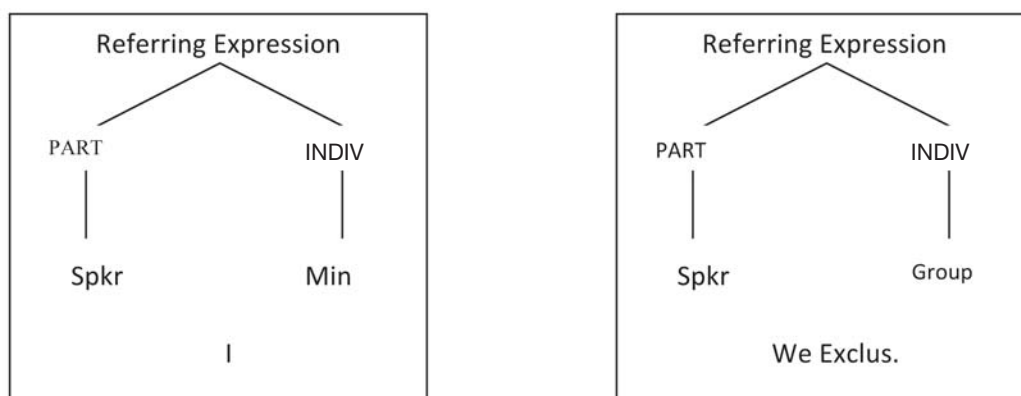 Referring Expression
PART INDIV
Spkr Min
I
Referring Expression
PART INDIV
Spkr Group
We Exclus.